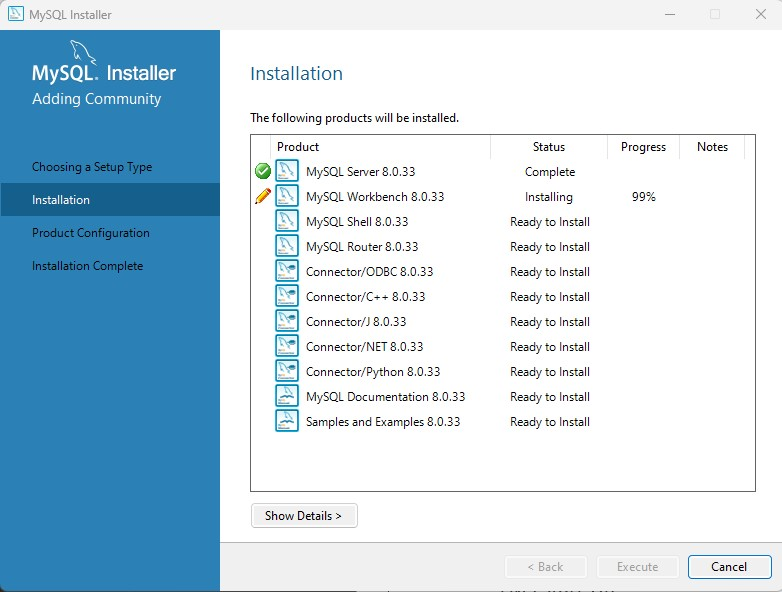 MySQL Installer
MySQL. Installer
Adding Community
Choosing a Setup Type
Installation
Product Configuration
Installation Complete
Installation
The following products will be installed.
Product Status Progress Notes
MySQL Server 8.0.33 Complete
MySQL Workbench 8.0.33 Installing 99%
MySQL Shell 8.0.33 Ready to Install
MySQL Router 8.0.33 Ready to Install
Connector/ODBC 8.0.33 Ready to Install
Connector/C++ 8.0.33 Ready to Install
Connector/J 8.0.33 Ready to Install
Connector/NET 8.0.33 Ready to Install
Connector/Python 8.0.33 Ready to Install
MySQL Documentation 8.0.33 Ready to Install
Samples and Examples 8.0.33 Ready to Install
Show Details >
< Back Execute Cancel